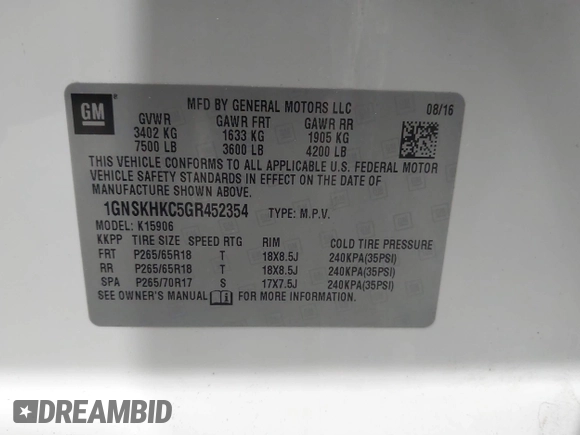 GM
MFD BY GENERAL MOTORS LLC 08/16
GVWR GAWR FRT GAWR RR
3402 KG 1633 KG 1905 KG
7500 LB 3600 LB 4200 LB
THIS VEHICLE CONFORMS TO ALL APPLICABLE U.S. FEDERAL MOTOR
VEHICLE SAFETY STANDARDS IN EFFECT ON THE DATE OF
MANUFACTURE SHOWN ABOVE.
1GNSKHKC5GR452354 TYPE: M.P.V.
MODEL: K15906
KKPP TIRE SIZE SPEED RTG RIM COLD TIRE PRESSURE
FRT P265/65R18 T 18X8.5J 240KPA(35PSI)
RR P265/65R18 T 18X8.5J 240KPA(35PSI)
SPA P265/70R17 S 17X7.5J 240KPA(35PSI)
SEE OWNER'S MANUAL FOR MORE INFORMATION.
DREAMBID